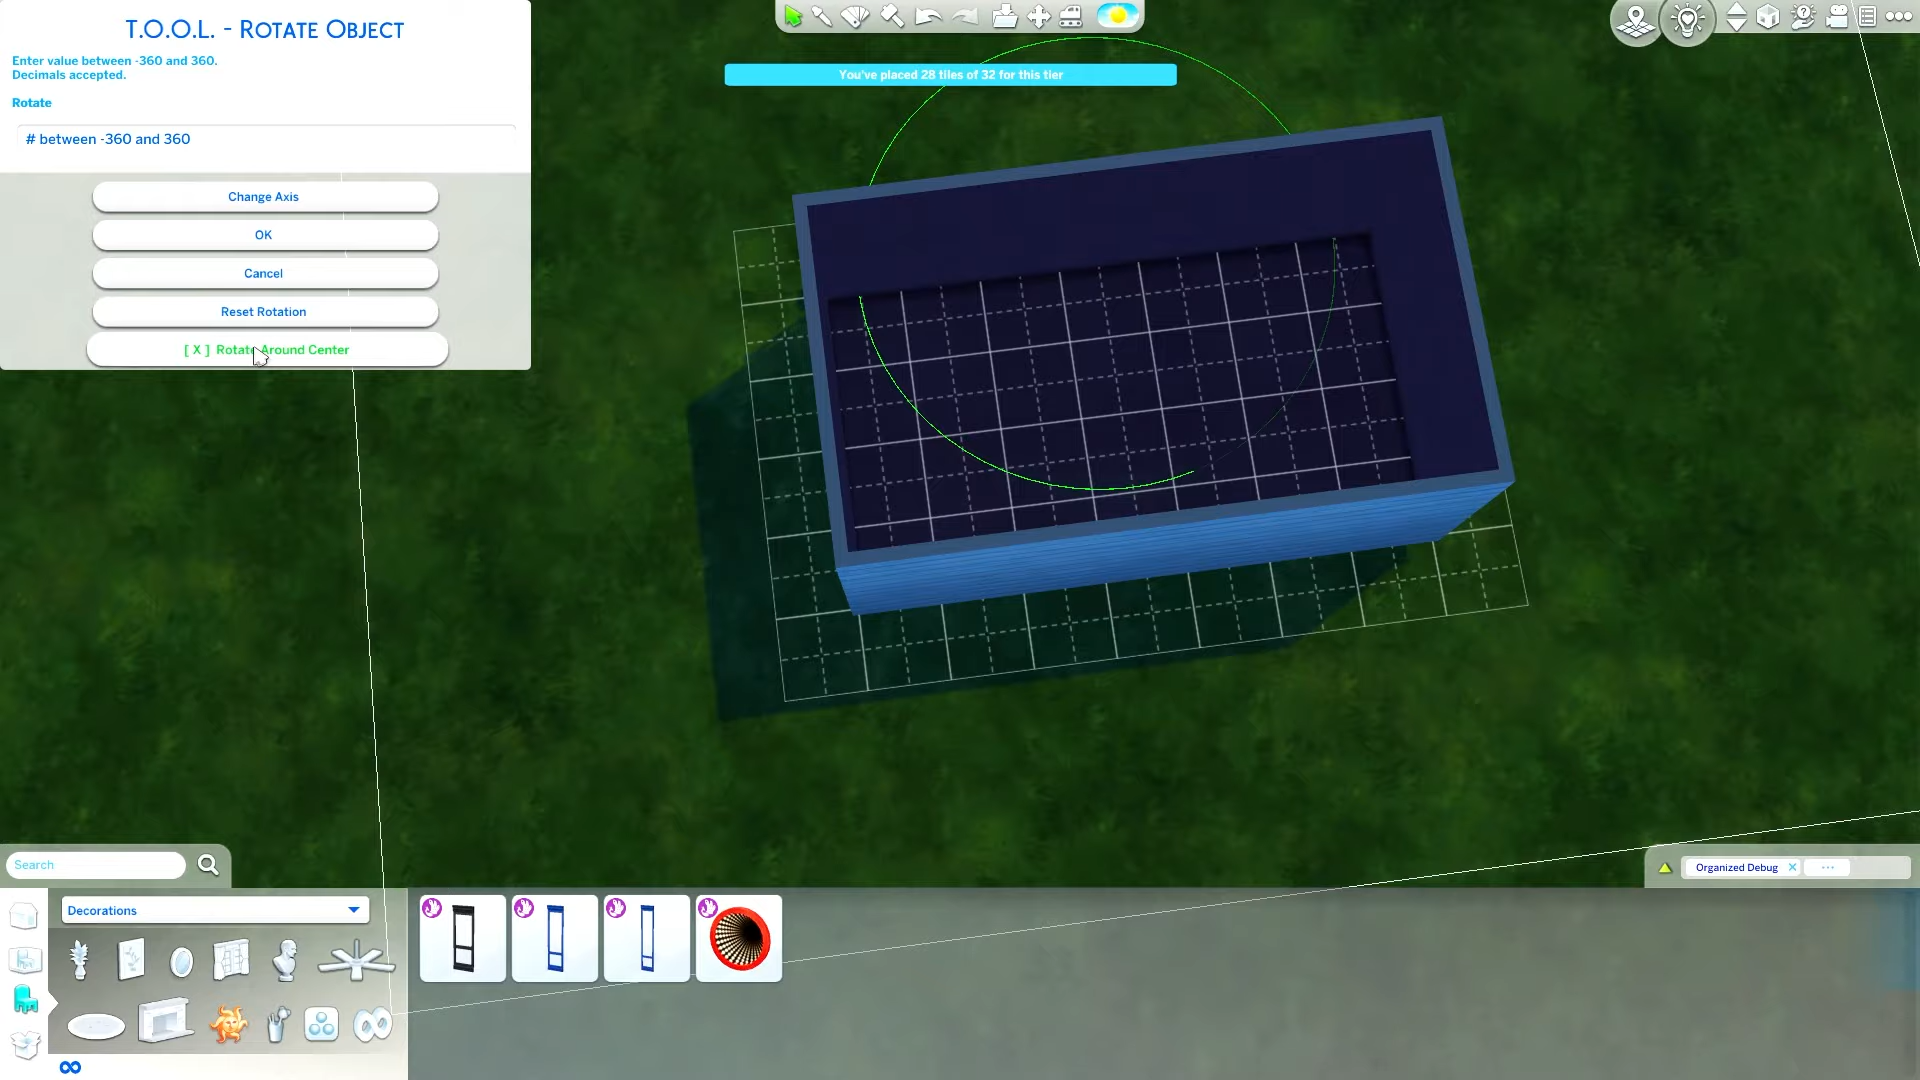 T.O.O.L. - ROTATE OBJECT
Enter value between -360 and 360.
Decimals accepted.
Rotate
# between -360 and 360
Change Axis
OK
Cancel
Reset Rotation
[ X ] Rotate Around Center
You've placed 28 tiles of 32 for this tier
Search
Organized Debug ×
...
Decorations